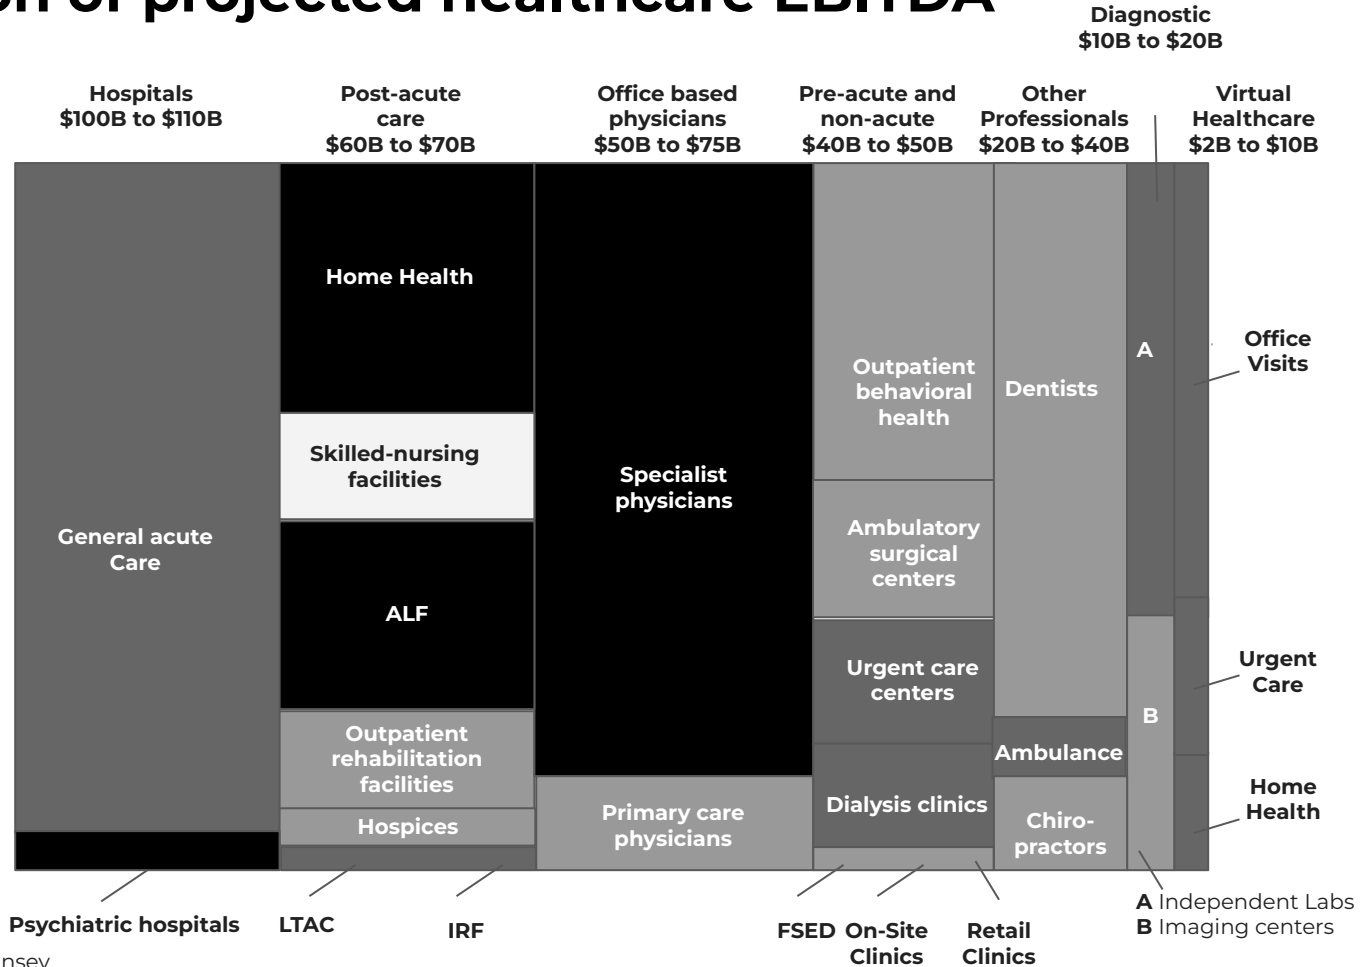 on of projected healthcare EBITDA
Diagnostic
$10B to $20B
Hospitals
$100B to $110B
Post-acute
care
$60B to $70B
Office based
physicians
$50B to $75B
Pre-acute and
non-acute
$40B to $50B
Other
Professionals
$20B to $40B
Virtual
Healthcare
$2B to $10B
General acute
Care
Psychiatric hospitals
Home Health
Skilled-nursing
facilities
ALF
Outpatient
rehabilitation
facilities
Hospices
LTAC
IRF
Specialist
physicians
Primary care
physicians
Outpatient
behavioral
health
Ambulatory
surgical
centers
Urgent care
centers
Dialysis clinics
FSED
On-Site
Clinics
Retail
Clinics
Dentists
Ambulance
Chiro-
practors
A
B
Office
Visits
Urgent
Care
Home
Health
A Independent Labs
B Imaging centers
nsey